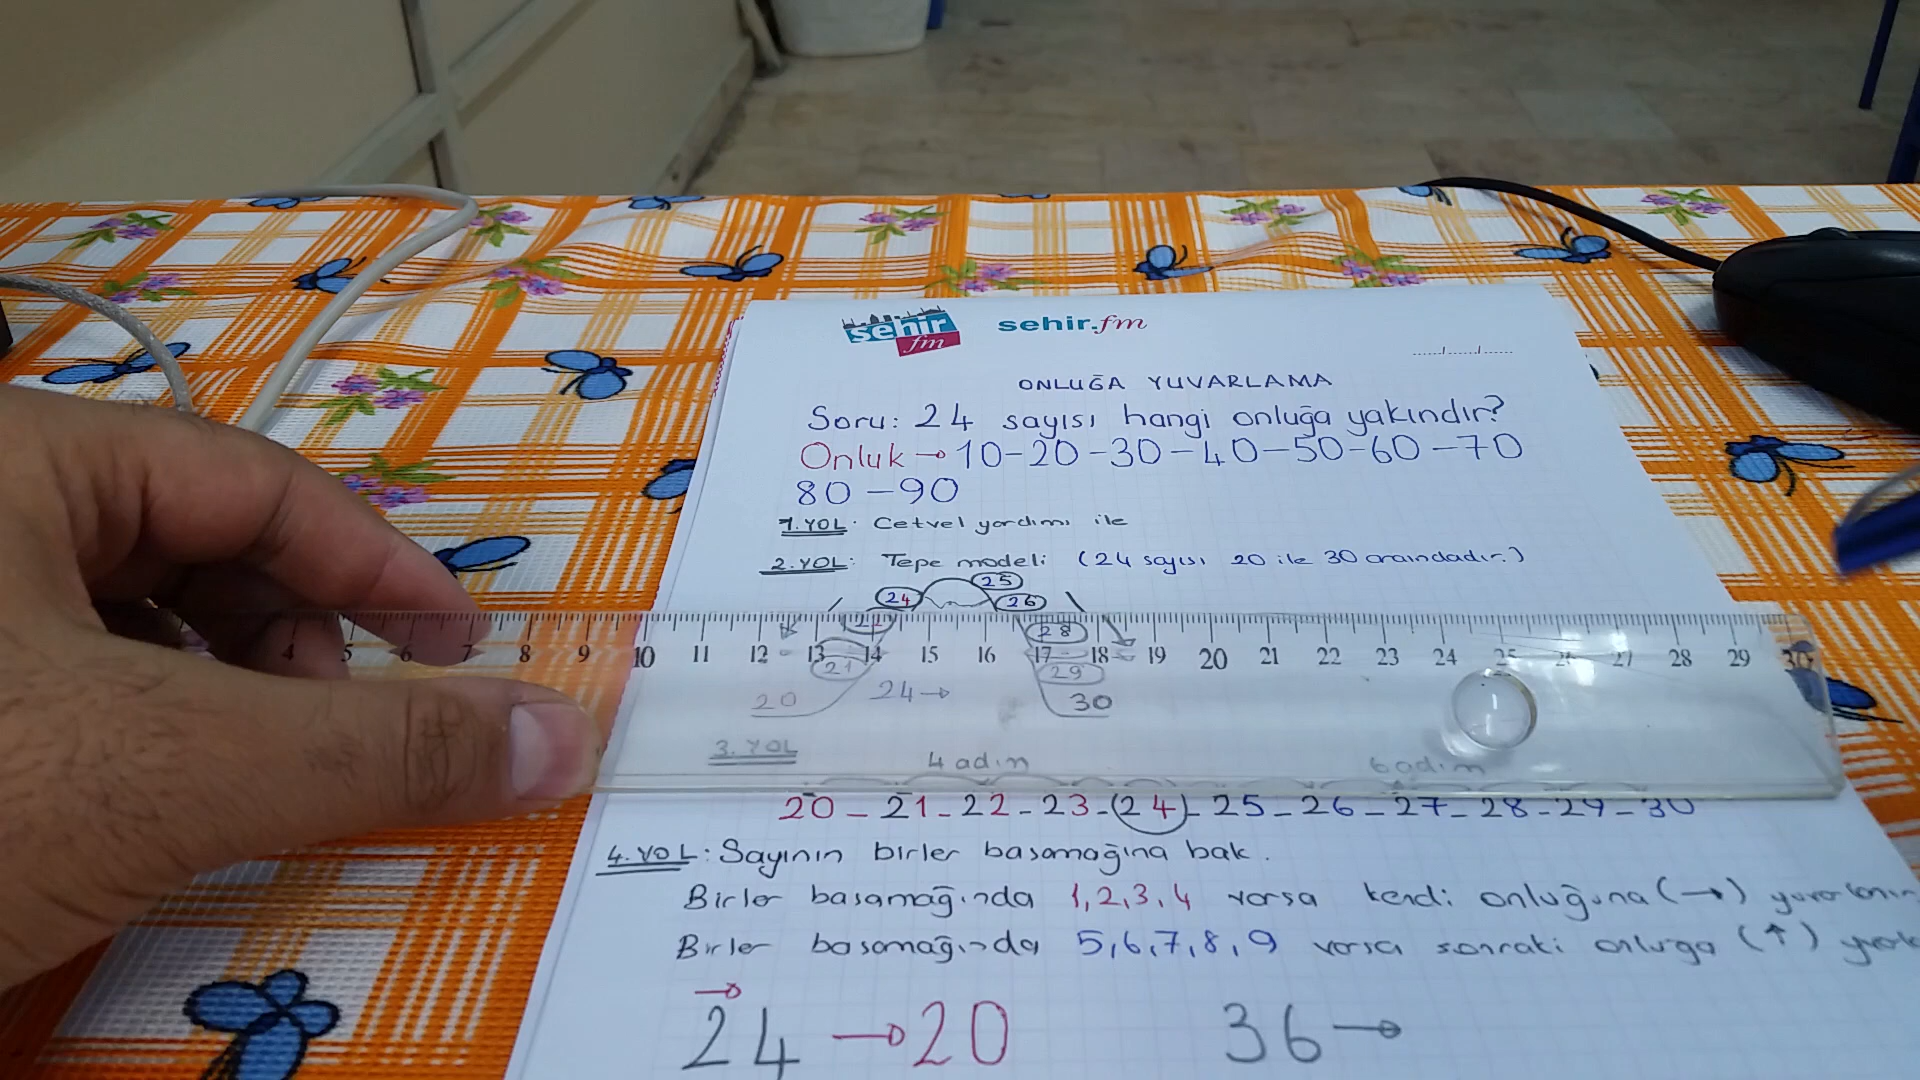 sehir fm sehir.fm
....../....../......
ONLUĞA YUVARLAMA
Soru: 24 sayısı hangi onluğa yakındır?
Onluk → 10-20-30-40-50-60-70
80-90
1.YOL: Cetvel yardımı ile
2.YOL: Tepe modeli (24 sayısı 20 ile 30 araındadır.)
25
24 26
28
4 5 6 7 8 9 10 11 12 13 14 15 16 17 18 19 20 21 22 23 24 25 26 27 28 29 30
21 29
20 24→ 30
3.YOL 4 adım 6 adım
20-21-22-23-(24)-25-26-27-28-29-30
4.YOL: Sayının birler basamağına bak.
Birler basamağında 1,2,3,4 varsa kendi onluğuna (→)
Birler basamağında 5,6,7,8,9 varsa sonraki onluğa (↑)
→
24 → 20 36 →